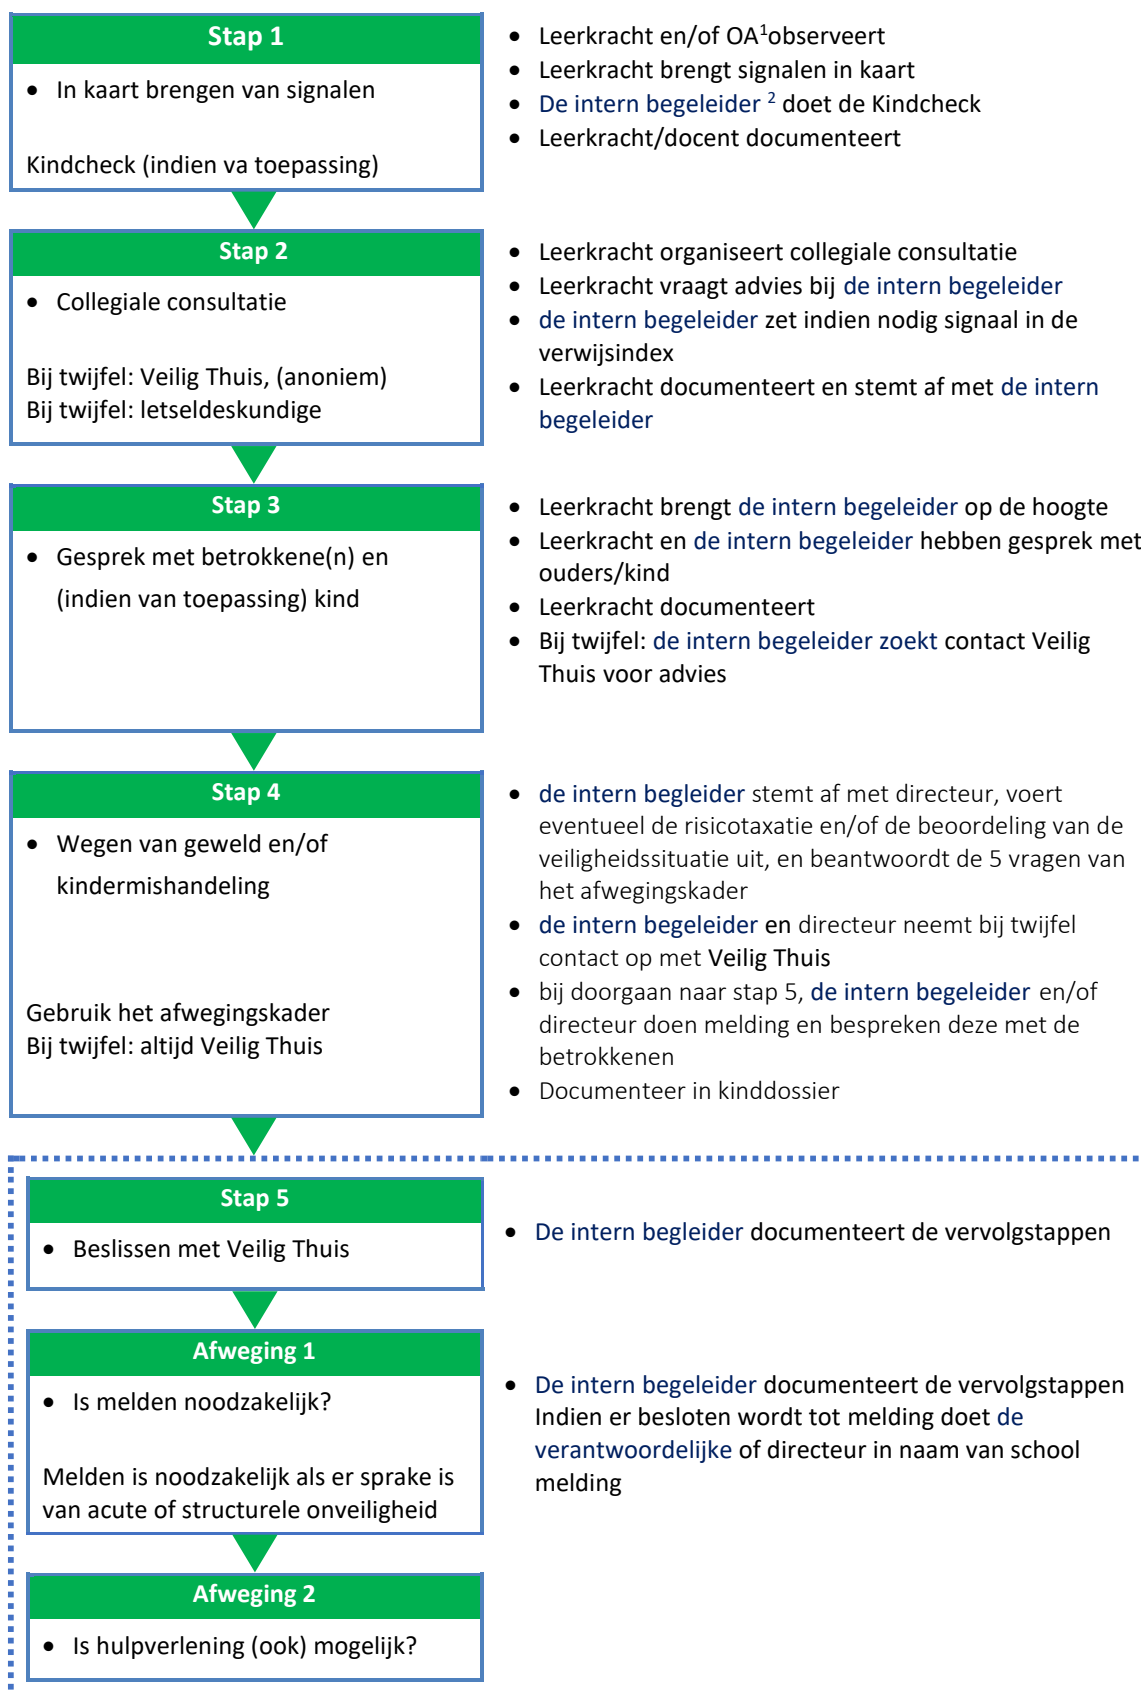 Stap 1
• In kaart brengen van signalen
Kindcheck (indien va toepassing)
• Leerkracht en/of OA¹observeert
• Leerkracht brengt signalen in kaart
• De intern begeleider ² doet de Kindcheck
• Leerkracht/docent documenteert
Stap 2
• Collegiale consultatie
Bij twijfel: Veilig Thuis, (anoniem)
Bij twijfel: letseldeskundige
• Leerkracht organiseert collegiale consultatie
• Leerkracht vraagt advies bij de intern begeleider
• de intern begeleider zet indien nodig signaal in de
verwijsindex
• Leerkracht documenteert en stemt af met de intern
begeleider
Stap 3
• Gesprek met betrokkene(n) en
(indien van toepassing) kind
• Leerkracht brengt de intern begeleider op de hoogte
• Leerkracht en de intern begeleider hebben gesprek met
ouders/kind
• Leerkracht documenteert
• Bij twijfel: de intern begeleider zoekt contact Veilig
Thuis voor advies
Stap 4
• Wegen van geweld en/of
kindermishandeling
Gebruik het afwegingskader
Bij twijfel: altijd Veilig Thuis
• de intern begleider stemt af met directeur, voert
eventueel de risicotaxatie en/of de beoordeling van de
veiligheidssituatie uit, en beantwoordt de 5 vragen van
het afwegingskader
• de intern begeleider en directeur neemt bij twijfel
contact op met Veilig Thuis
• bij doorgaan naar stap 5, de intern begeleider en/of
directeur doen melding en bespreken deze met de
betrokkenen
• Documenteer in kinddossier
Stap 5
• Beslissen met Veilig Thuis
• De intern begleider documenteert de vervolgstappen
Afweging 1
• Is melden noodzakelijk?
Melden is noodzakelijk als er sprake is
van acute of structurele onveiligheid
• De intern begeleider documenteert de vervolgstappen
Indien er besloten wordt tot melding doet de
verantwoordelijke of directeur in naam van school
melding
Afweging 2
• Is hulpverlening (ook) mogelijk?